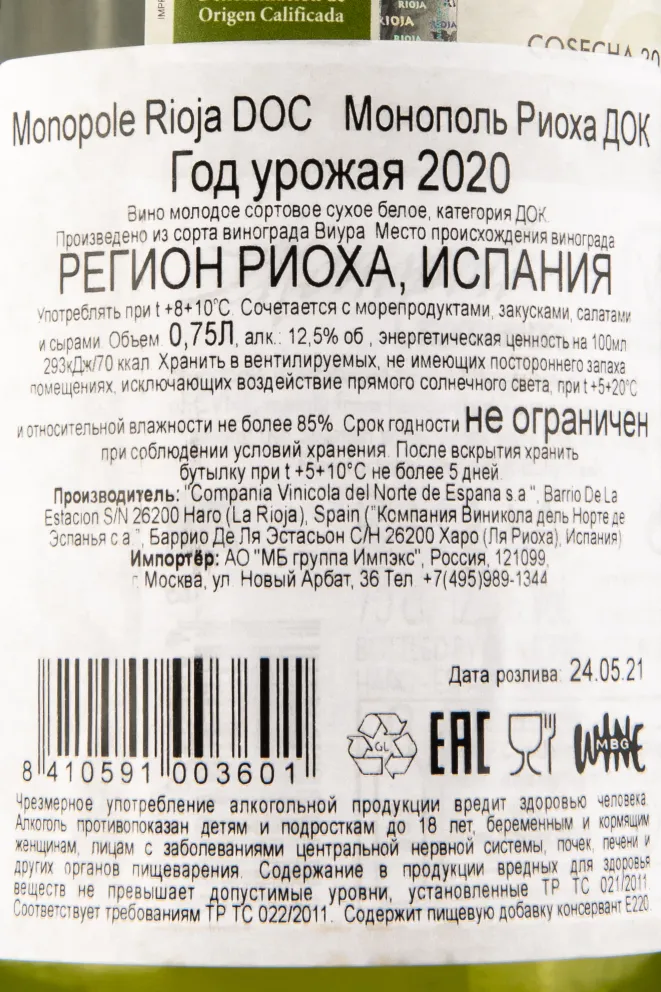 Origen Calificada
RIOJA
RIOJA
RIOJA
COSECHA 20
Monopole Rioja DOC Монополь Риоха ДОК
Год урожая 2020
Вино молодое сортовое сухое белое, категория ДОК.
Произведено из сорта винограда Виура. Место происхождения винограда
РЕГИОН РИОХА, ИСПАНИЯ
Употреблять при t +8+10°С. Сочетается с морепродуктами, закусками, салатами
и сырами. Объем 0,75Л, алк.: 12,5% об., энергетическая ценность на 100мл
293кДж/70 ккал. Хранить в вентилируемых, не имеющих постороннего запаха
помещениях, исключающих воздействие прямого солнечного света, при t +5+20°С
и относительной влажности не более 85%. Срок годности не ограничен
при соблюдении условий хранения. После вскрытия хранить
бутылку при t +5+10°С не более 5 дней.
Производитель: "Compania Vinicola del Norte de Espana s.a.", Barrio De La
Estacion S/N 26200 Haro (La Rioja), Spain ("Компания Виникола дель Норте де
Эспанья с.а.", Баррио Де Ля Эстасьон С/Н 26200 Харо (Ля Риоха), Испания)
Импортёр: АО "МБ группа Импэкс", Россия, 121099,
г. Москва, ул. Новый Арбат, 36 Тел. +7(495)989-1344
Дата розлива: 24.05.21
GL
EAC
WINE
MBG
8 410591 003601
Чрезмерное употребление алкогольной продукции вредит здоровью человека.
Алкоголь противопоказан детям и подросткам до 18 лет, беременным и кормящим
женщинам, лицам с заболеваниями центральной нервной системы, почек, печени и
других органов пищеварения. Содержание в продукции вредных для здоровья
веществ не превышает допустимые уровни, установленные ТР ТС 021/2011.
Соответствует требованиям ТР ТС 022/2011. Содержит пищевую добавку консервант Е220.